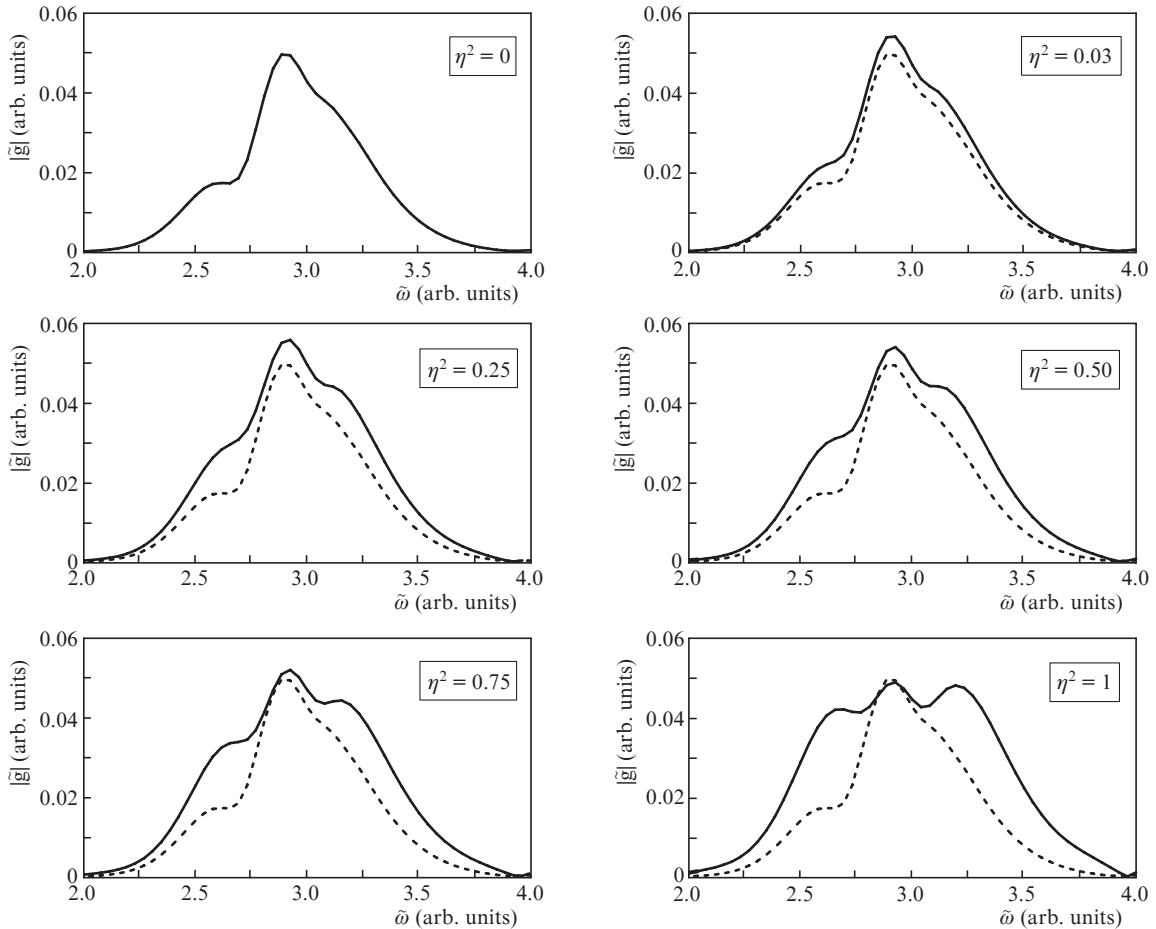 0.06
0.04
0.02
0
|g̃| (arb. units)
η² = 0
2.0 2.5 3.0 3.5 4.0
ω̃ (arb. units)
0.06
0.04
0.02
0
|g̃| (arb. units)
η² = 0.03
2.0 2.5 3.0 3.5 4.0
ω̃ (arb. units)
0.06
0.04
0.02
0
|g̃| (arb. units)
η² = 0.25
2.0 2.5 3.0 3.5 4.0
ω̃ (arb. units)
0.06
0.04
0.02
0
|g̃| (arb. units)
η² = 0.50
2.0 2.5 3.0 3.5 4.0
ω̃ (arb. units)
0.06
0.04
0.02
0
|g̃| (arb. units)
η² = 0.75
2.0 2.5 3.0 3.5 4.0
ω̃ (arb. units)
0.06
0.04
0.02
0
|g̃| (arb. units)
η² = 1
2.0 2.5 3.0 3.5 4.0
ω̃ (arb. units)